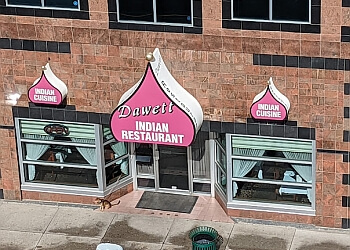 INDIAN
CUISINE
Dawett
INDIAN
RESTAURANT
INDIAN
CUISINE